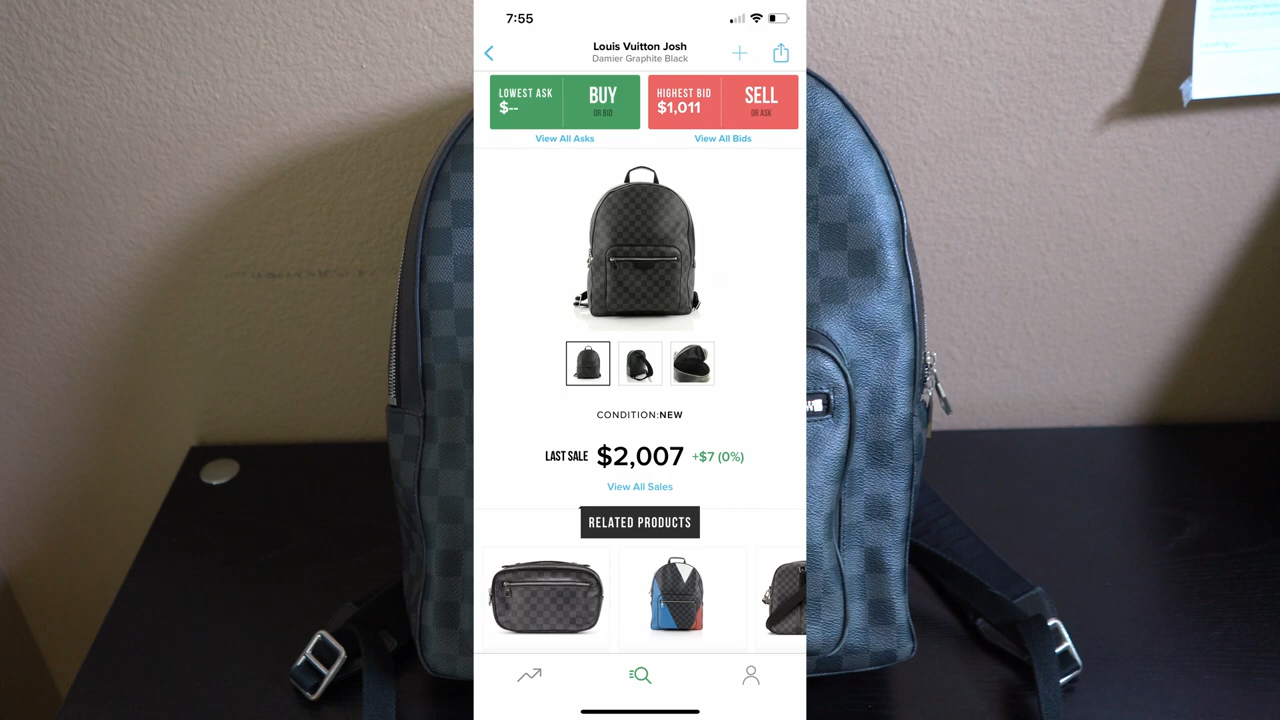 7:55
Louis Vuitton Josh
Damier Graphite Black
LOWEST ASK
$--
BUY
OR BID
HIGHEST BID
$1,011
SELL
OR ASK
View All Asks
View All Bids
CONDITION:NEW
LAST SALE $2,007 +$7 (0%)
View All Sales
RELATED PRODUCTS